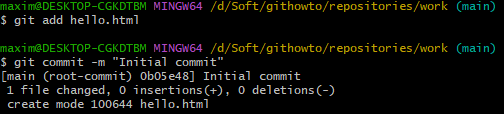 maxim@DESKTOP-CGKDTBM MINGW64 /d/Soft/githowto/repositories/work (main)
$ git add hello.html
maxim@DESKTOP-CGKDTBM MINGW64 /d/Soft/githowto/repositories/work (main)
$ git commit -m "Initial commit"
[main (root-commit) 0b05e48] Initial commit
 1 file changed, 0 insertions(+), 0 deletions(-)
 create mode 100644 hello.html